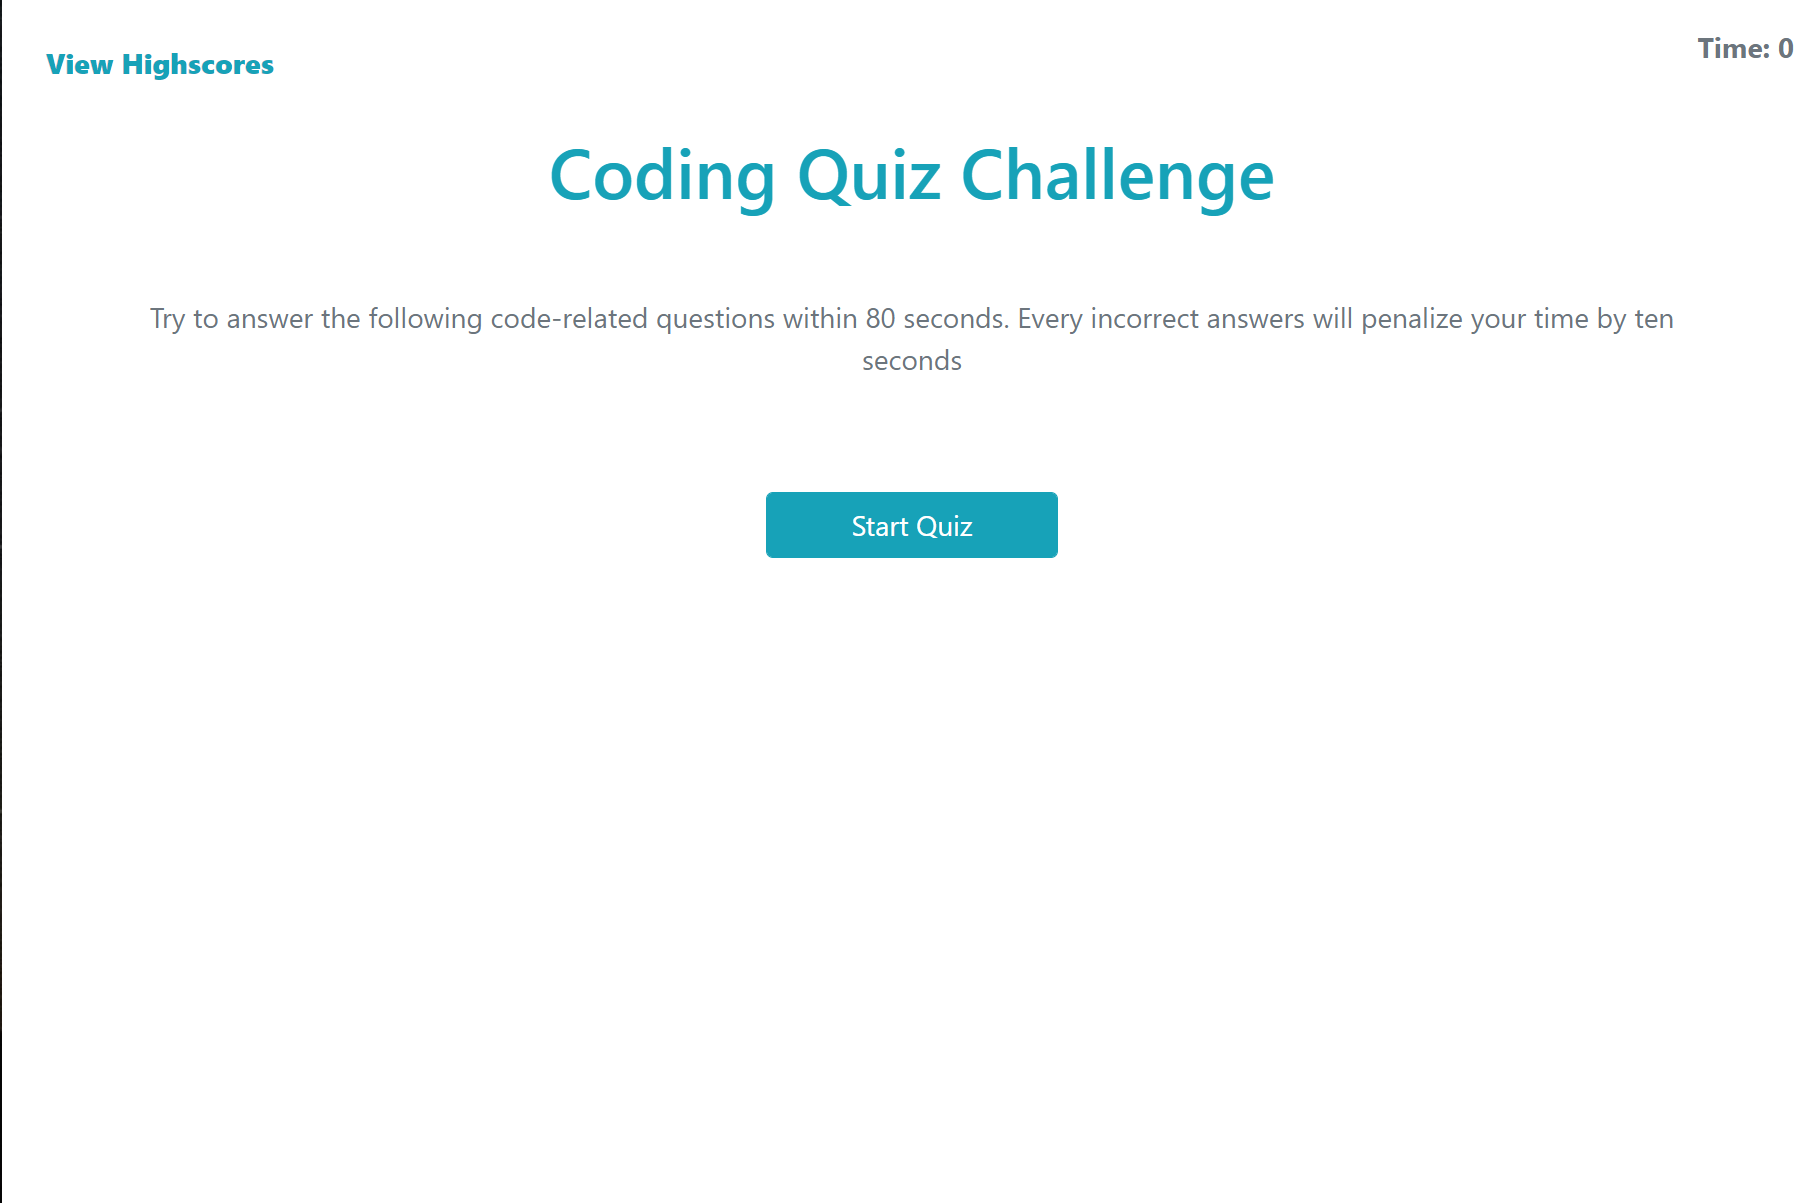 View Highscores
Time: 0
Coding Quiz Challenge
Try to answer the following code-related questions within 80 seconds. Every incorrect answers will penalize your time by ten
seconds
Start Quiz